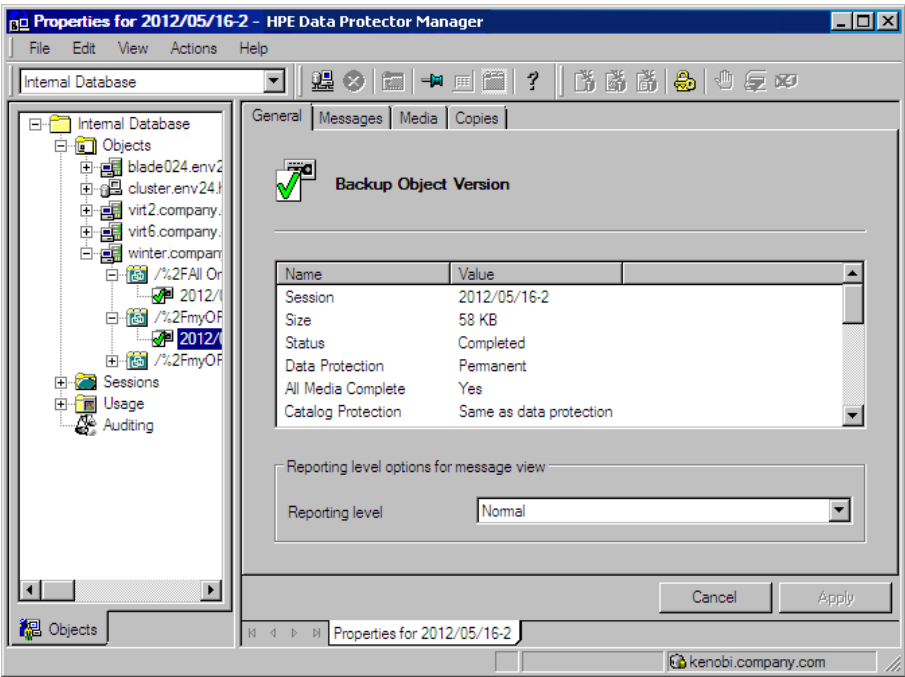 Properties for 2012/05/16-2 - HPE Data Protector Manager
File Edit View Actions Help
Internal Database
Internal Database
Objects
blade024.env2
cluster.env24.h
virt2.company.
virt6.company.
winter.compan
/%2FAll Or
2012/0
/%2FmyOF
2012/0
/%2FmyOF
Sessions
Usage
Auditing
Objects
General Messages Media Copies
Backup Object Version
Name Value
Session 2012/05/16-2
Size 58 KB
Status Completed
Data Protection Permanent
All Media Complete Yes
Catalog Protection Same as data protection
Reporting level options for message view
Reporting level Normal
Cancel Apply
Properties for 2012/05/16-2
kenobi.company.com